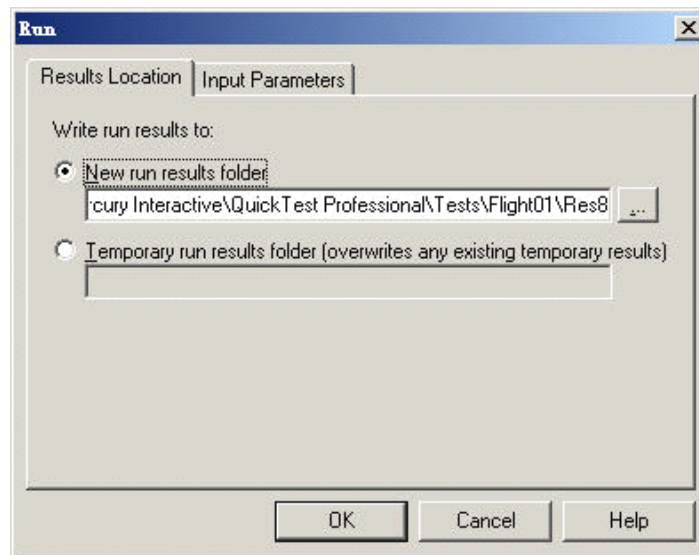 Run
Results Location
Input Parameters
Write run results to:
New run results folder
rcury Interactive\QuickTest Professional\Tests\Flight01\Res8
...
Temporary run results folder (overwrites any existing temporary results)
OK
Cancel
Help